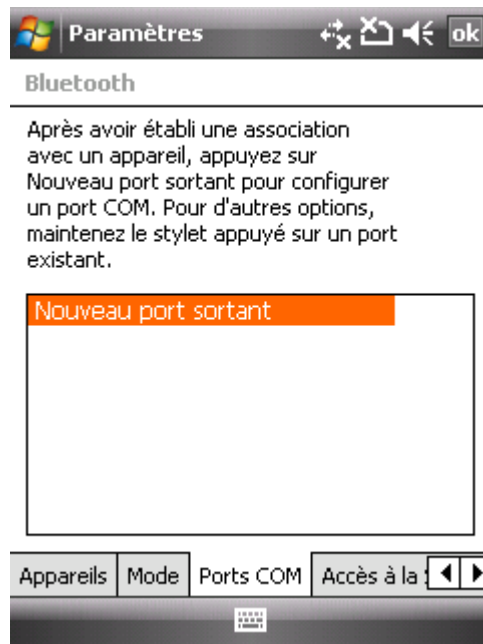 Paramètres
ok
Bluetooth
Après avoir établi une association
avec un appareil, appuyez sur
Nouveau port sortant pour configurer
un port COM. Pour d'autres options,
maintenez le stylet appuyé sur un port
existant.
Nouveau port sortant
Appareils Mode Ports COM Accès à la